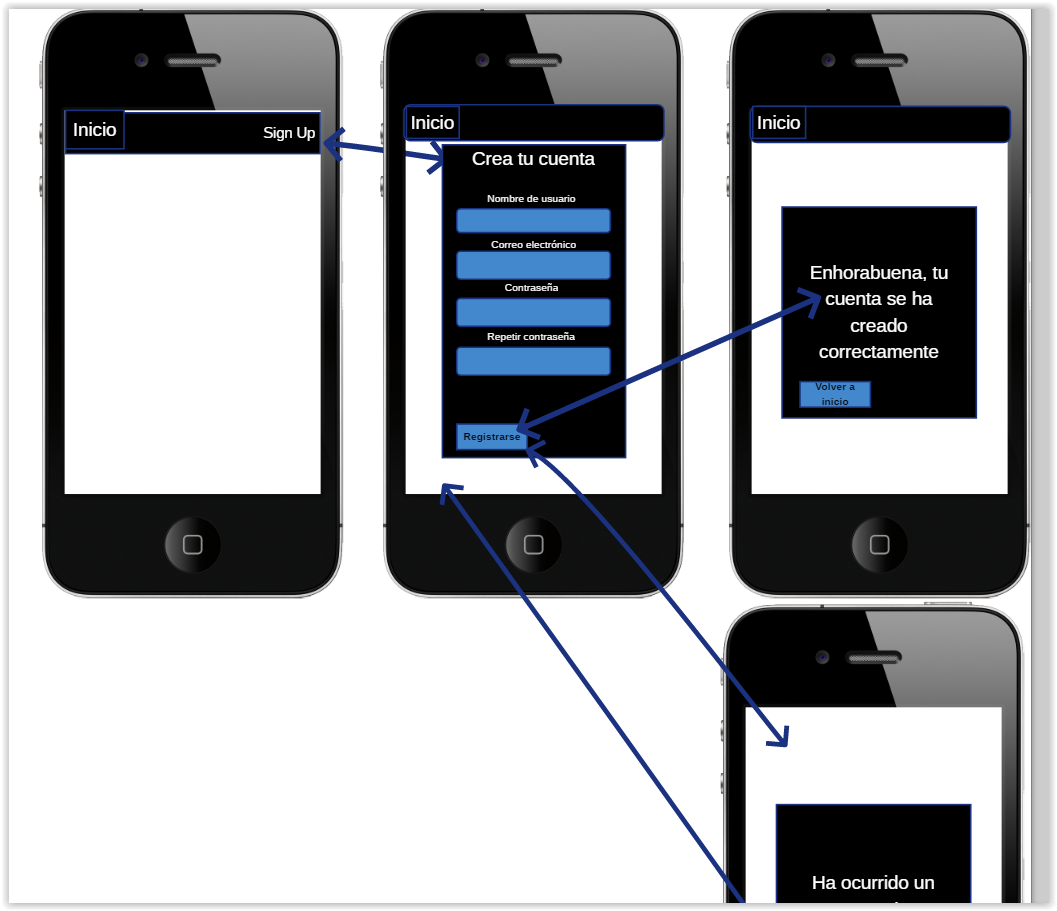 Inicio
Sign Up
Inicio
Crea tu cuenta
Nombre de usuario
Correo electrónico
Contraseña
Repetir contraseña
Registrarse
Inicio
Enhorabuena, tu
cuenta se ha
creado
correctamente
Volver a
inicio
Ha ocurrido un